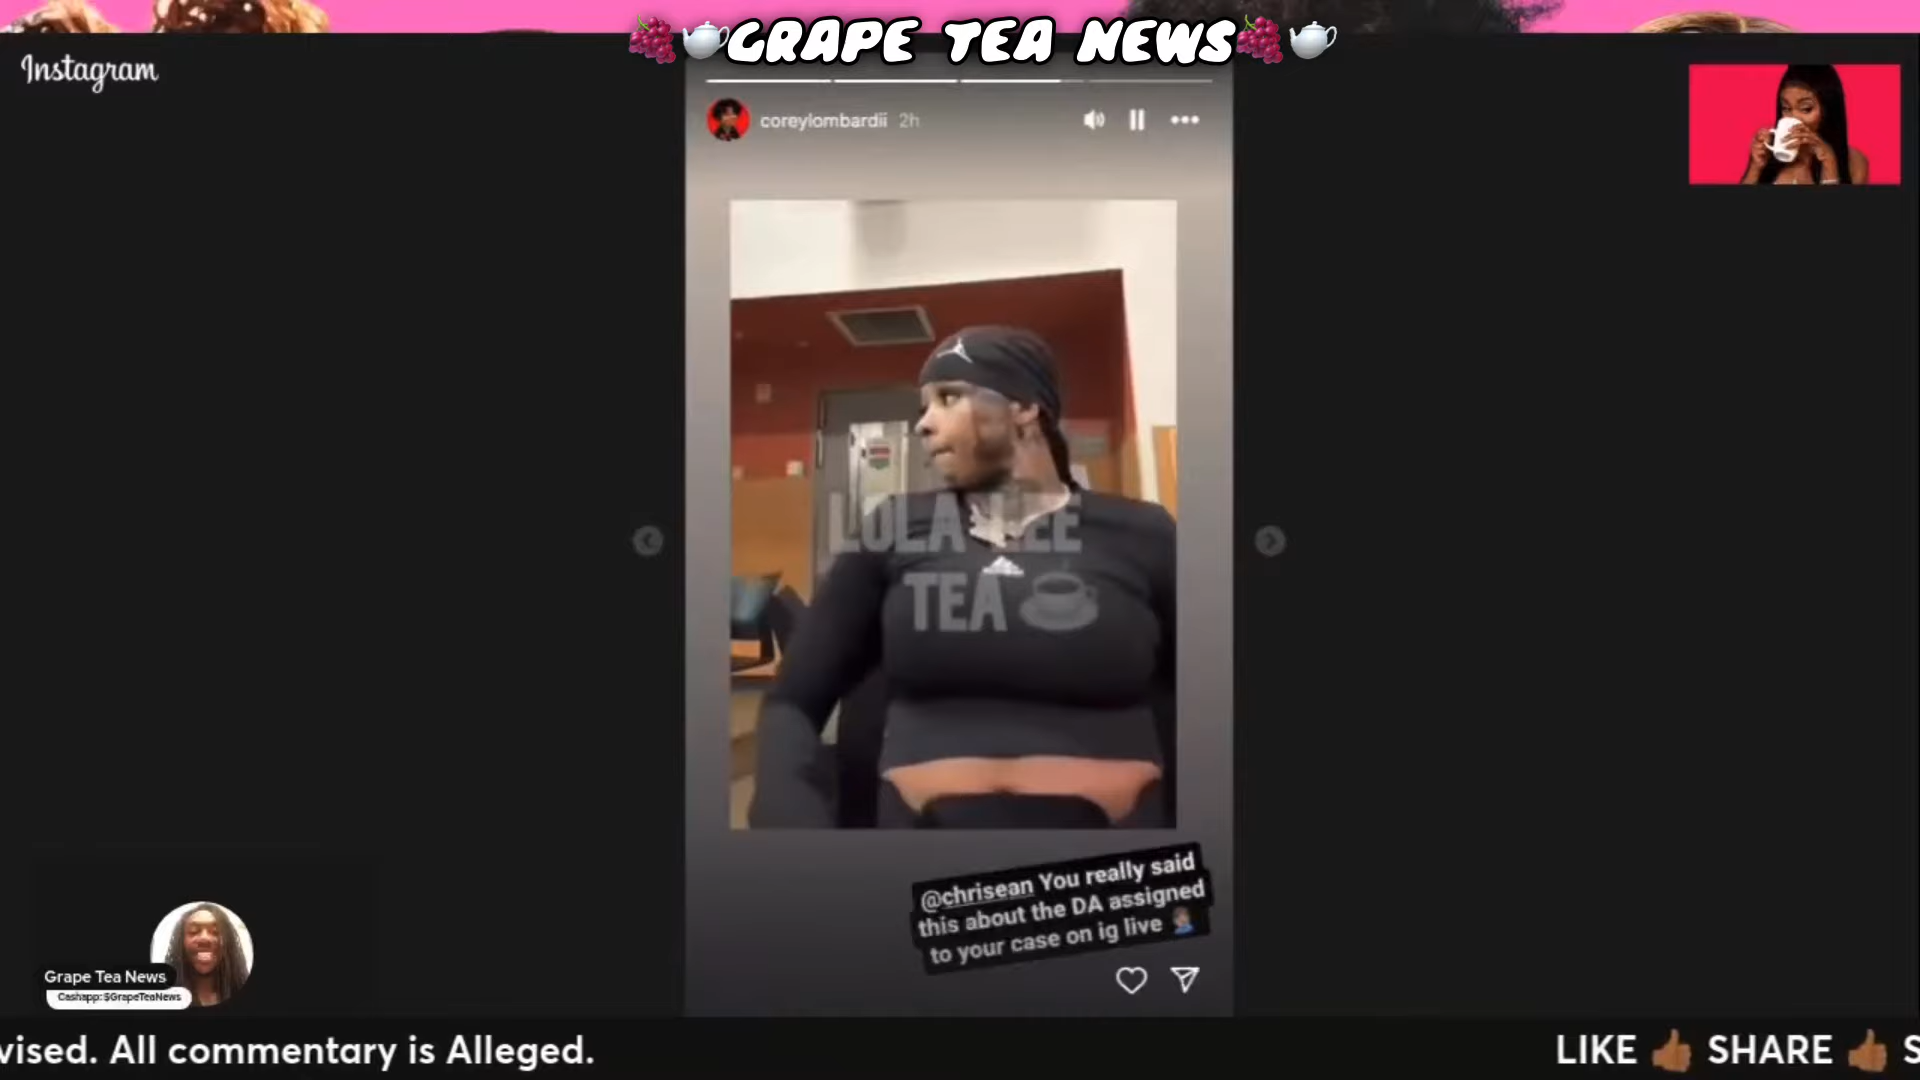 🍇🫖GRAPE TEA NEWS🍇🫖
Instagram
coreylombardii 2h
LOLA LEE
TEA
@chrisean You really said
this about the DA assigned
to your case on ig live 🤦🏽‍♂️
Grape Tea News
Cashapp: $GrapeTeaNews
vised. All commentary is Alleged.
LIKE 👍🏾 SHARE 👍🏾 S